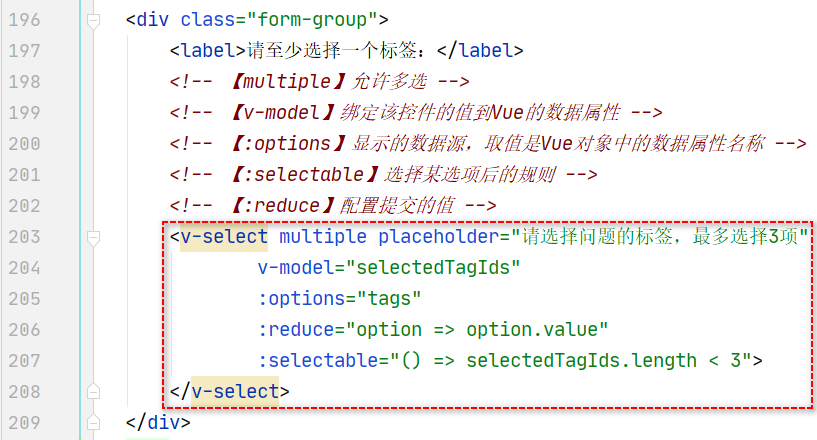 196 <div class="form-group">
197 <label>请至少选择一个标签：</label>
198 <!-- 【multiple】允许多选 -->
199 <!-- 【v-model】绑定该控件的值到Vue的数据属性 -->
200 <!-- 【:options】显示的数据源，取值是Vue对象中的数据属性名称 -->
201 <!-- 【:selectable】选择某选项后的规则 -->
202 <!-- 【:reduce】配置提交的值 -->
203 <v-select multiple placeholder="请选择问题的标签，最多选择3项"
204 v-model="selectedTagIds"
205 :options="tags"
206 :reduce="option => option.value"
207 :selectable="() => selectedTagIds.length < 3">
208 </v-select>
209 </div>